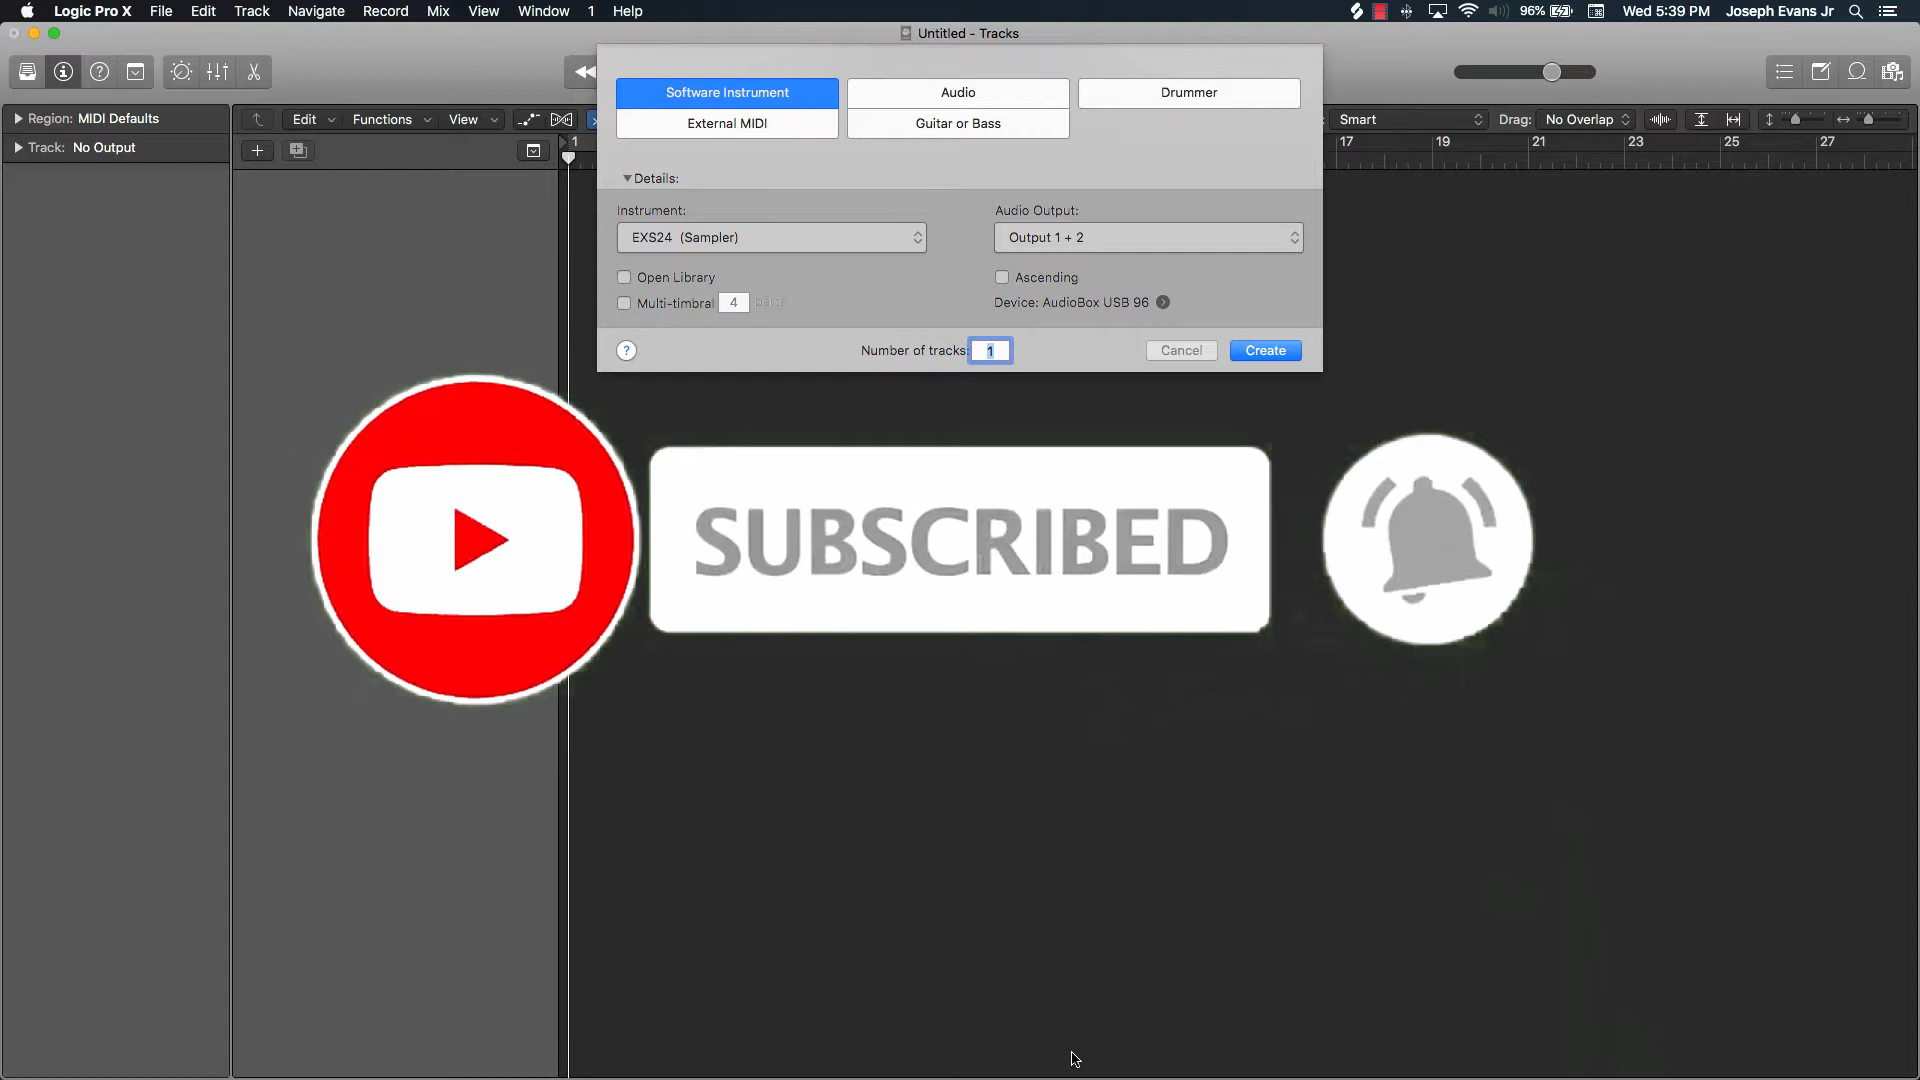 Logic Pro X File Edit Track Navigate Record Mix View Window 1 Help 96% Wed 5:39 PM Joseph Evans Jr
Untitled - Tracks
Software Instrument Audio Drummer
External MIDI Guitar or Bass
Region: MIDI Defaults Edit Functions View Smart Drag: No Overlap
Track: No Output
1 17 19 21 23 25 27
Details:
Instrument: Audio Output:
EXS24 (Sampler) Output 1 + 2
Open Library Ascending
Multi-timbral 4 parts Device: AudioBox USB 96
? Number of tracks: 1 Cancel Create
SUBSCRIBED